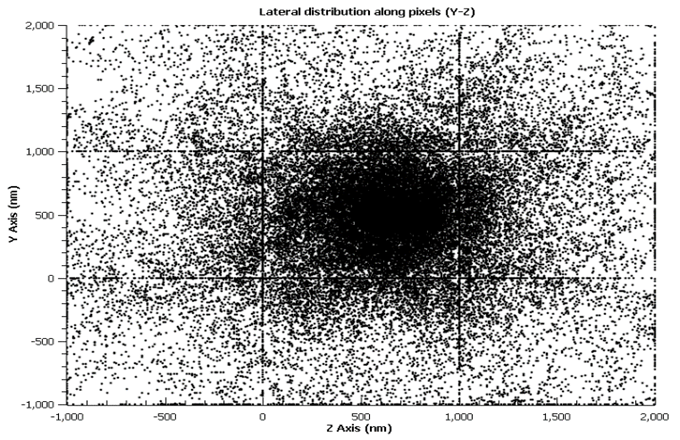 Lateral distribution along pixels (Y-Z)
2,000
1,500
1,000
500
0
-500
-1,000
Y Axis (nm)
-1,000 -500 0 500 1,000 1,500 2,000
Z Axis (nm)